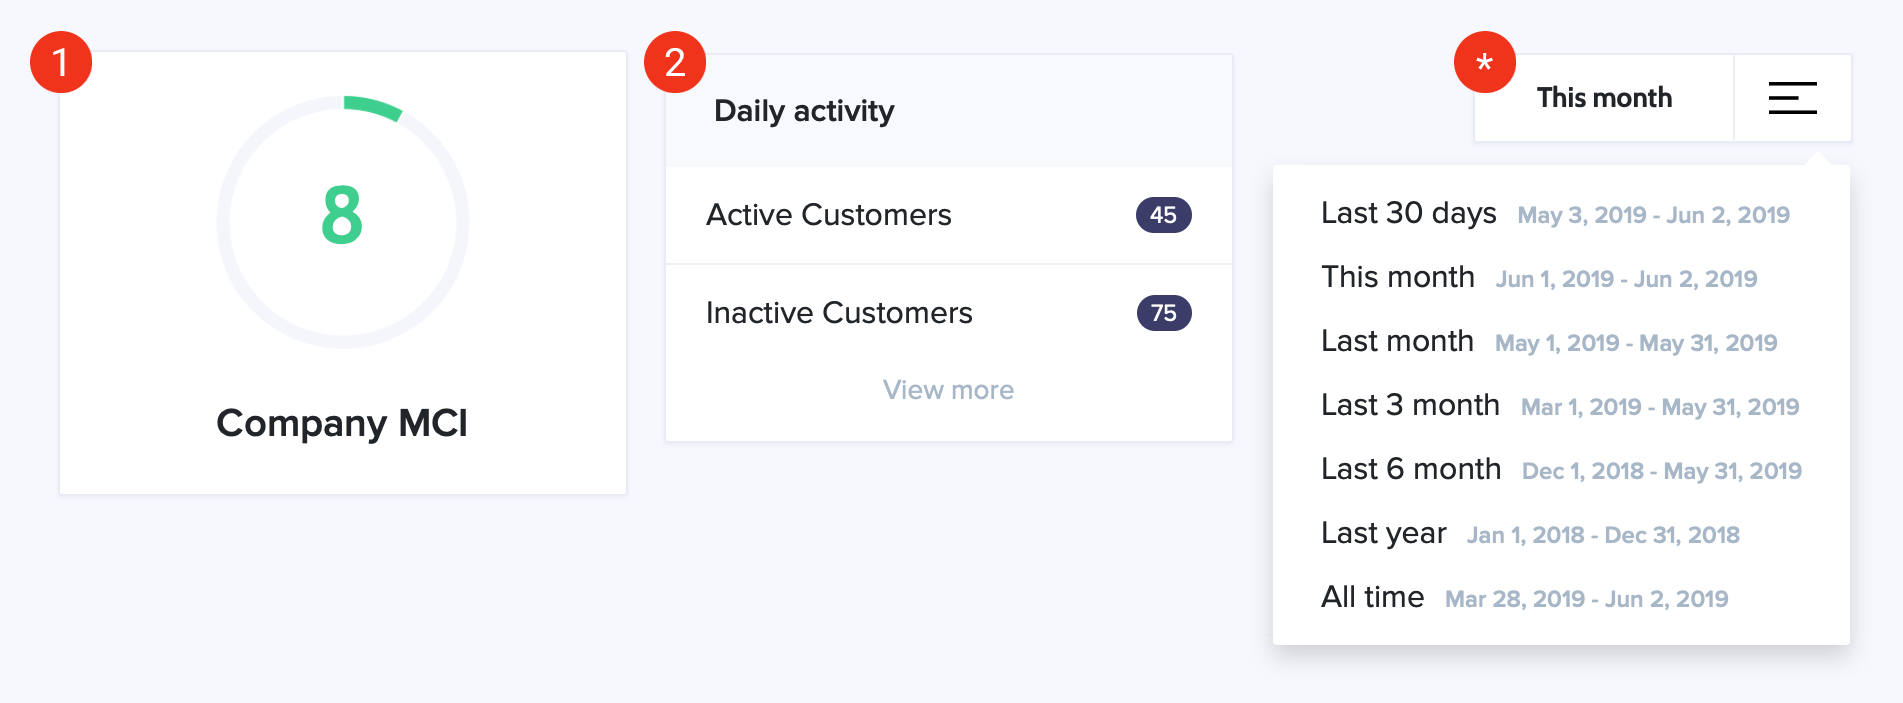 1
8
Company MCI
2
Daily activity
Active Customers 45
Inactive Customers 75
View more
*
This month
Last 30 days May 3, 2019 - Jun 2, 2019
This month Jun 1, 2019 - Jun 2, 2019
Last month May 1, 2019 - May 31, 2019
Last 3 month Mar 1, 2019 - May 31, 2019
Last 6 month Dec 1, 2018 - May 31, 2019
Last year Jan 1, 2018 - Dec 31, 2018
All time Mar 28, 2019 - Jun 2, 2019